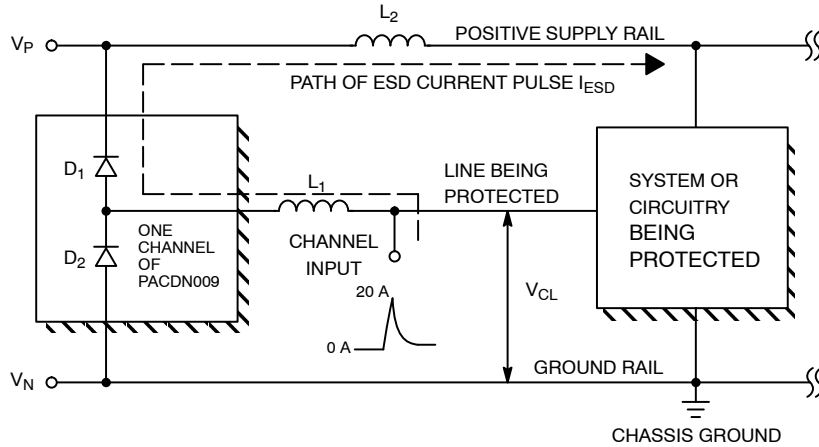 L2
VP
POSITIVE SUPPLY RAIL
PATH OF ESD CURRENT PULSE IESD
D1
L1
LINE BEING
PROTECTED
SYSTEM OR
CIRCUITRY
BEING
PROTECTED
ONE
CHANNEL
OF
PACDN009
D2
CHANNEL
INPUT
VCL
20 A
0 A
VN
GROUND RAIL
CHASSIS GROUND